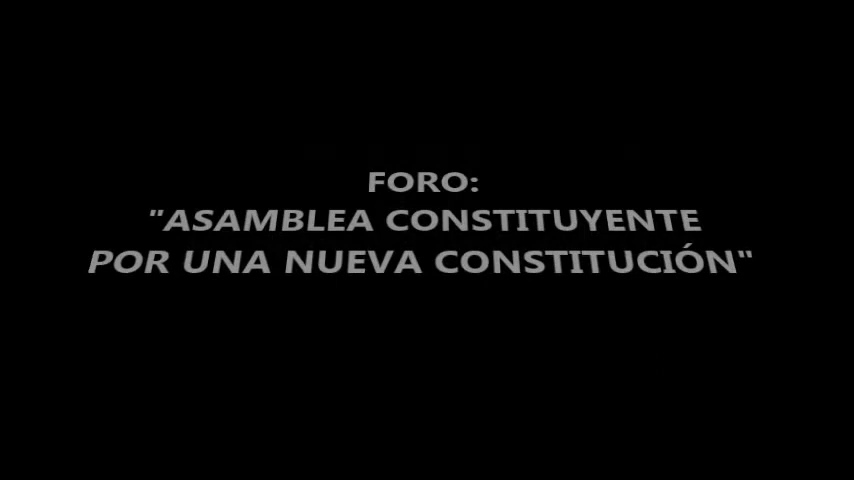 FORO:
"ASAMBLEA CONSTITUYENTE
POR UNA NUEVA CONSTITUCIÓN"